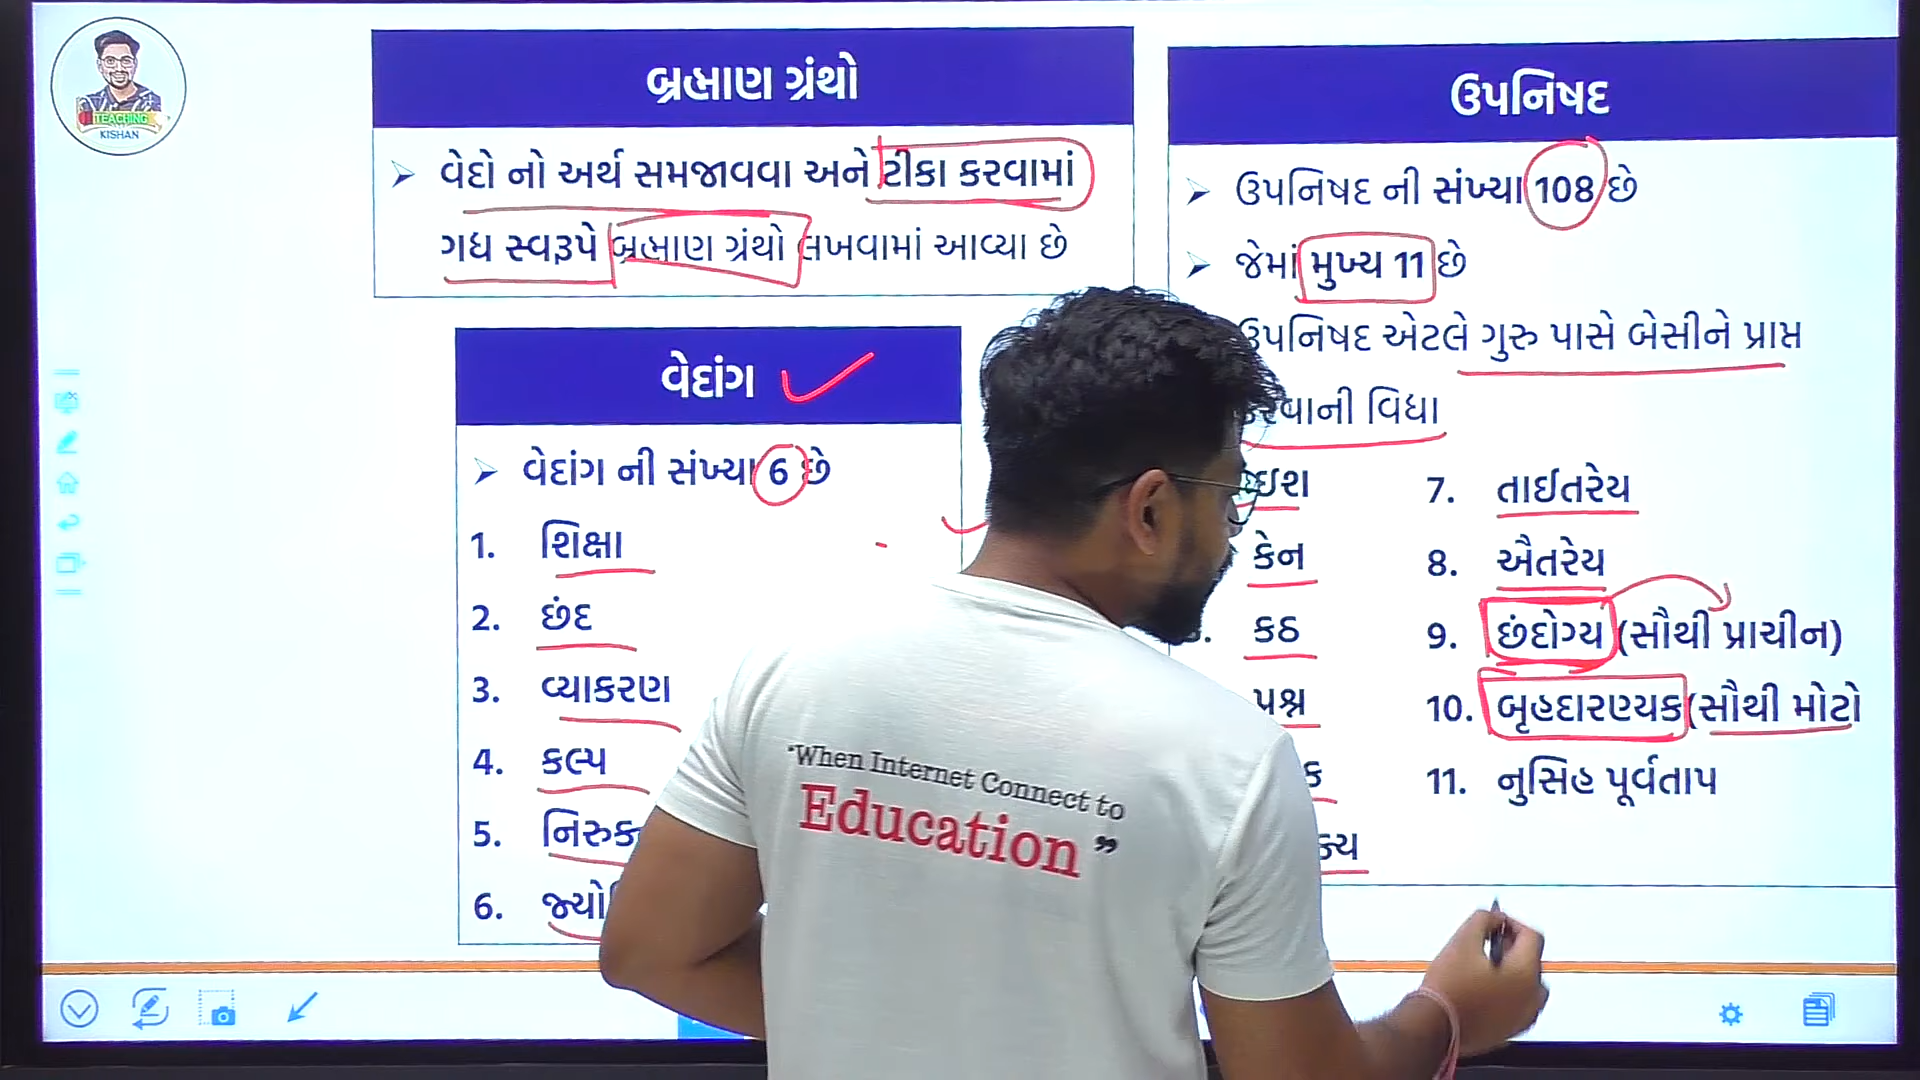 TEACHING
KISHAN
બ્રહ્માણ ગ્રંથો
વેદો નો અર્થ સમજાવવા અને ટીકા કરવામાં
ગદ્ય સ્વરૂપે બ્રહ્માણ ગ્રંથો લખવામાં આવ્યા છે
વેદાંગ
વેદાંગ ની સંખ્યા 6 છે
1. શિક્ષા
2. છંદ
3. વ્યાકરણ
4. કલ્પ
5.
6.
ઉપનિષદ
ઉપનિષદ ની સંખ્યા 108 છે
જેમાં મુખ્ય 11 છે
ઉપનિષદ એટલે ગુરુ પાસે બેસીને પ્રાપ્ત
વિદ્યા
ઈશ
કેન
કઠ
પ્રશ્ન
7. તાઈતરેય
8. ઐતરેય
9. છંદોગ્ય (સૌથી પ્રાચીન)
10. બૃહદારણ્યક (સૌથી મોટો
11. નુસિહ પૂર્વતાપ
"When Internet Connect to
Education"